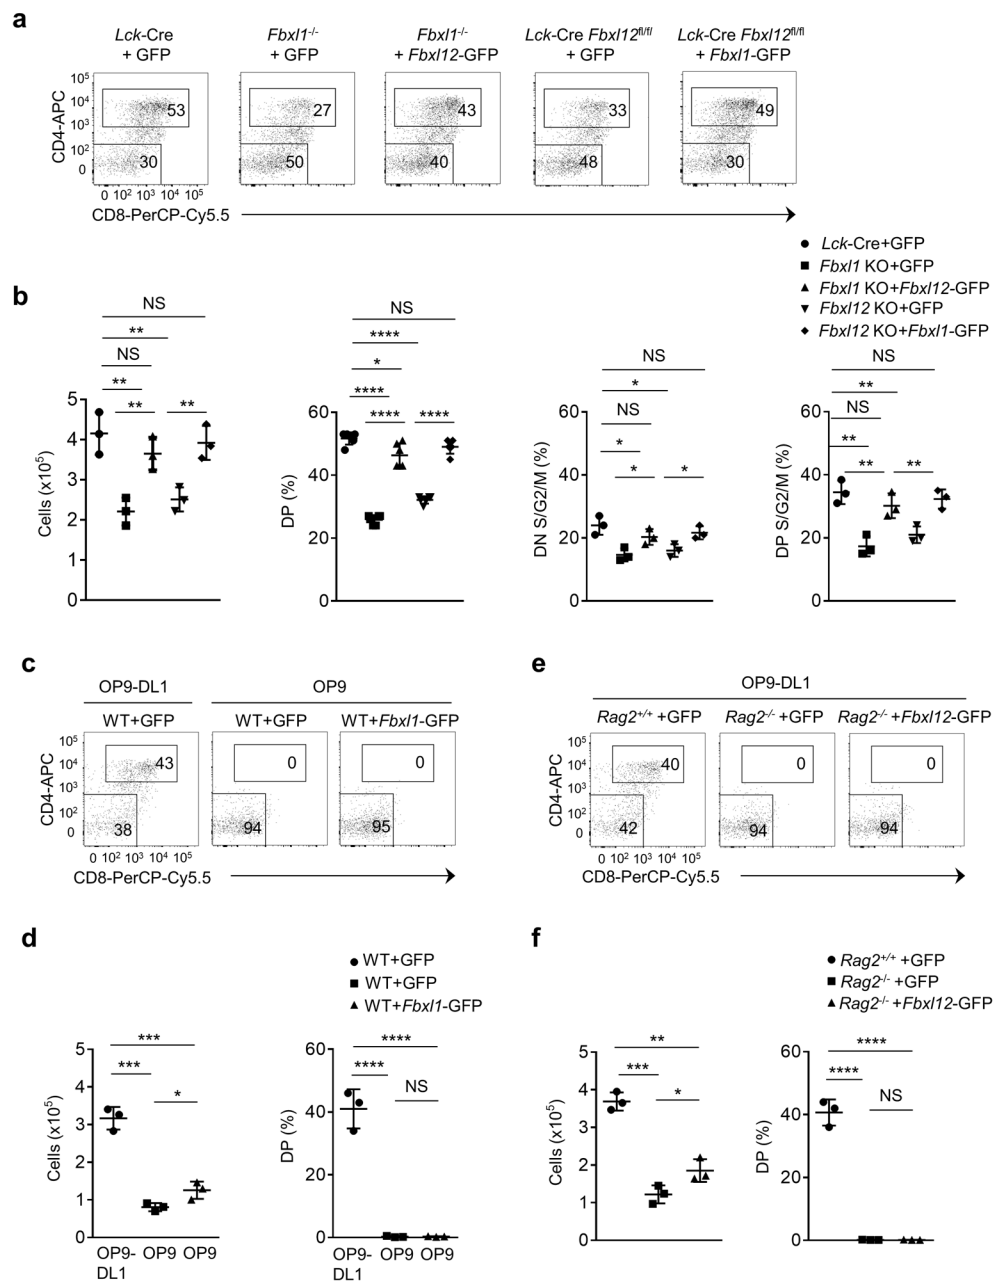 a
Lck-Cre + GFP
Fbxl1-/- + GFP
Fbxl1-/- + Fbxl12-GFP
Lck-Cre Fbxl12fl/fl + GFP
Lck-Cre Fbxl12fl/fl + Fbxl1-GFP
CD4-APC
10⁵
10⁴
10³
10²
0
53
30
27
50
43
40
33
48
49
30
0 10² 10³ 10⁴ 10⁵
CD8-PerCP-Cy5.5
Lck-Cre+GFP
Fbxl1 KO+GFP
Fbxl1 KO+Fbxl12-GFP
Fbxl12 KO+GFP
Fbxl12 KO+Fbxl1-GFP
b
NS
**
NS
**
** **
Cells (x10⁵)
5
4
3
2
1
0
NS
****
*
****
**** ****
DP (%)
60
40
20
0
NS
*
NS
*
* *
DN S/G2/M (%)
60
40
20
0
NS
**
NS
**
** **
DP S/G2/M (%)
60
40
20
0
c
OP9-DL1 OP9
WT+GFP WT+GFP WT+Fbxl1-GFP
CD4-APC
10⁵
10⁴
10³
10²
0
43
38
0
94
0
95
0 10² 10³ 10⁴ 10⁵
CD8-PerCP-Cy5.5
e
OP9-DL1
Rag2+/+ +GFP Rag2-/- +GFP Rag2-/- +Fbxl12-GFP
CD4-APC
10⁵
10⁴
10³
10²
0
40
42
0
94
0
94
0 10² 10³ 10⁴ 10⁵
CD8-PerCP-Cy5.5
d
WT+GFP
WT+GFP
WT+Fbxl1-GFP
***
***
*
Cells (x10⁵)
5
4
3
2
1
0
OP9-DL1 OP9 OP9
****
****
NS
DP (%)
60
40
20
0
OP9-DL1 OP9 OP9
f
Rag2+/+ +GFP
Rag2-/- +GFP
Rag2-/- +Fbxl12-GFP
**
***
*
Cells (x10⁵)
5
4
3
2
1
0
****
****
NS
DP (%)
60
40
20
0